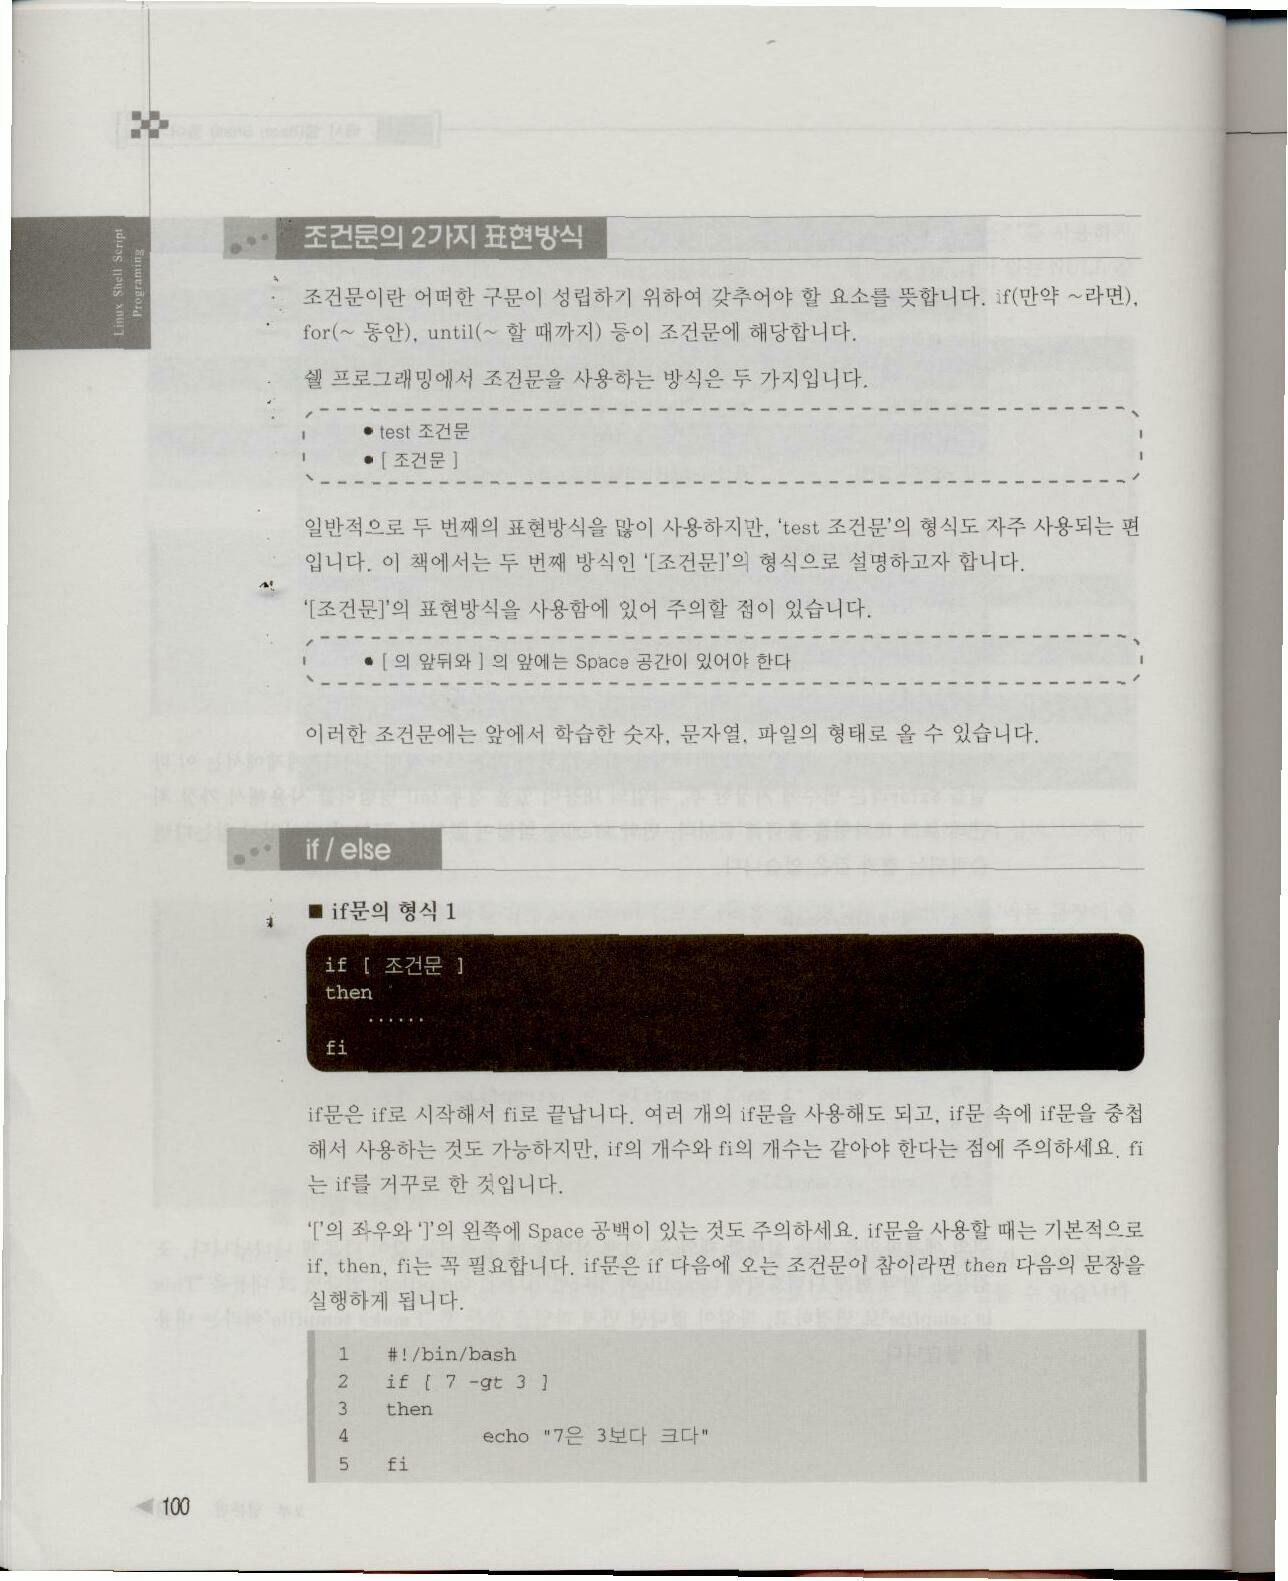 Linux Shell Script
Programing
조건문의 2가지 표현방식
조건문이란 어떠한 구문이 성립하기 위하여 갖추어야 할 요소를 뜻합니다. if(만약 ~라면),
for(~ 동안), until(~ 할 때까지) 등이 조건문에 해당합니다.
쉘 프로그래밍에서 조건문을 사용하는 방식은 두 가지입니다.
● test 조건문
● [ 조건문 ]
일반적으로 두 번째의 표현방식을 많이 사용하지만, ‘test 조건문’의 형식도 자주 사용되는 편
입니다. 이 책에서는 두 번째 방식인 ‘[조건문]’의 형식으로 설명하고자 합니다.
‘[조건문]’의 표현방식을 사용함에 있어 주의할 점이 있습니다.
● [ 의 앞뒤와 ] 의 앞에는 Space 공간이 있어야 한다
이러한 조건문에는 앞에서 학습한 숫자, 문자열, 파일의 형태로 올 수 있습니다.
if / else
■ if문의 형식 1
if [ 조건문 ]
then
......
fi
if문은 if로 시작해서 fi로 끝납니다. 여러 개의 if문을 사용해도 되고, if문 속에 if문을 중첩
해서 사용하는 것도 가능하지만, if의 개수와 fi의 개수는 같아야 한다는 점에 주의하세요. fi
는 if를 거꾸로 한 것입니다.
‘[’의 좌우와 ‘]’의 왼쪽에 Space 공백이 있는 것도 주의하세요. if문을 사용할 때는 기본적으로
if, then, fi는 꼭 필요합니다. if문은 if 다음에 오는 조건문이 참이라면 then 다음의 문장을
실행하게 됩니다.
1 #!/bin/bash
2 if [ 7 -gt 3 ]
3 then
4 echo "7은 3보다 크다"
5 fi
100